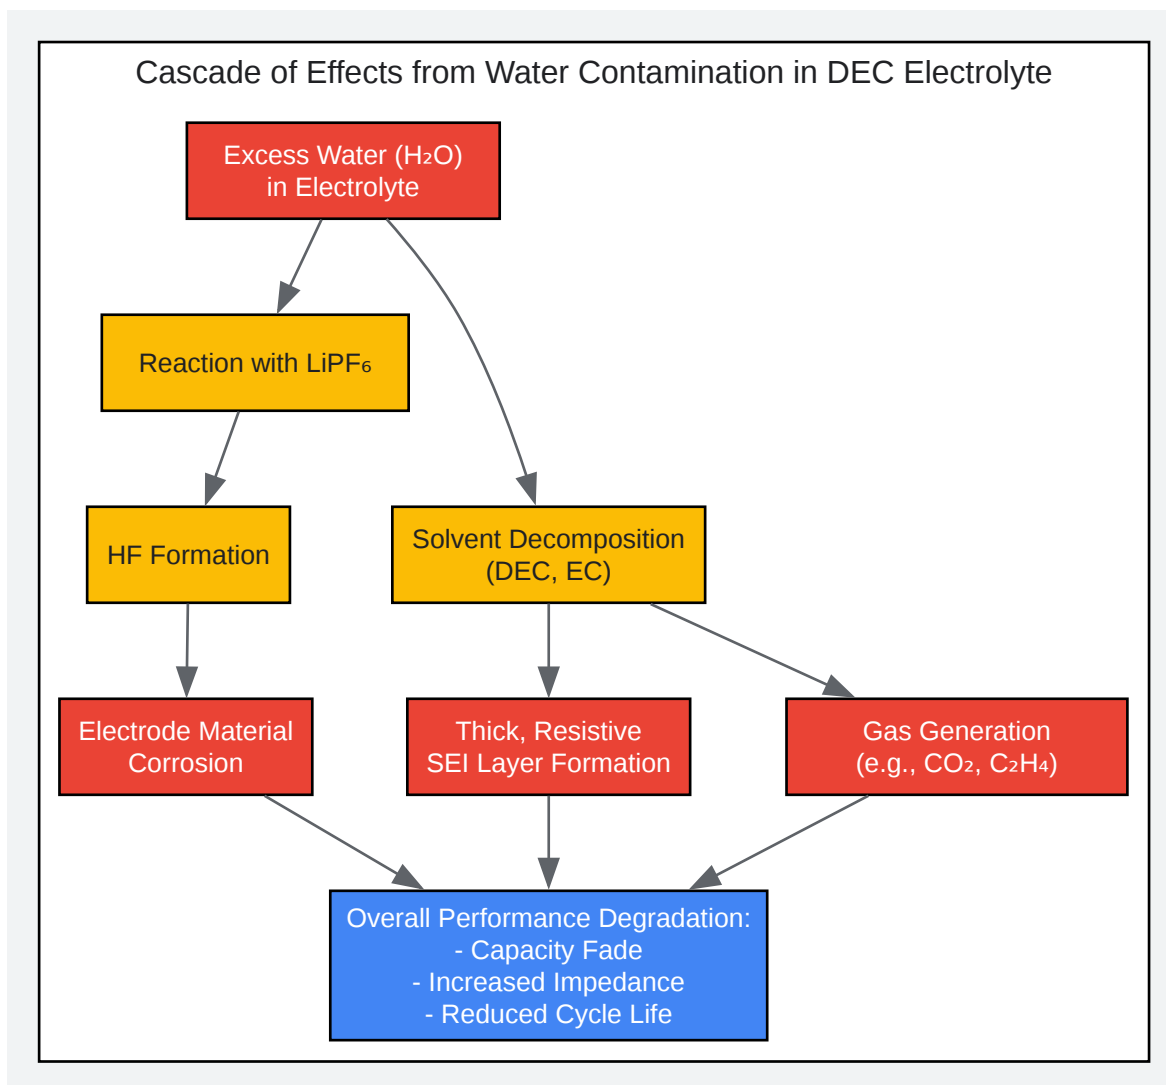 Cascade of Effects from Water Contamination in DEC Electrolyte
Excess Water (H₂O)
in Electrolyte
Reaction with LiPF₆
HF Formation
Solvent Decomposition
(DEC, EC)
Electrode Material
Corrosion
Thick, Resistive
SEI Layer Formation
Gas Generation
(e.g., CO₂, C₂H₄)
Overall Performance Degradation:
- Capacity Fade
- Increased Impedance
- Reduced Cycle Life